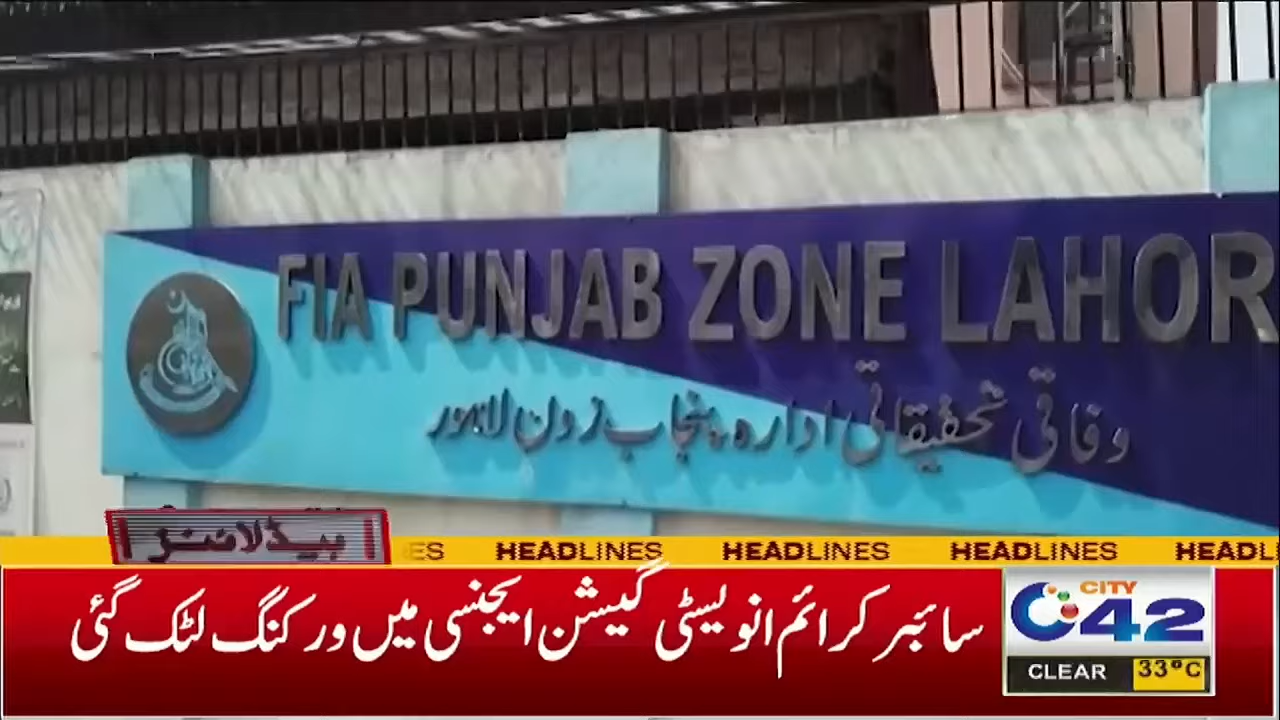 FIA PUNJAB ZONE LAHOR
وفاقی تحقیقاتی ادارہ پنجاب زون لاہور
ہیڈلائنز
ES HEADLINES HEADLINES HEADLINES HEADL
سائبر کرائم انویسٹی گیشن ایجنسی میں ورکنگ لٹک گئی
CITY
42
CLEAR 33°C